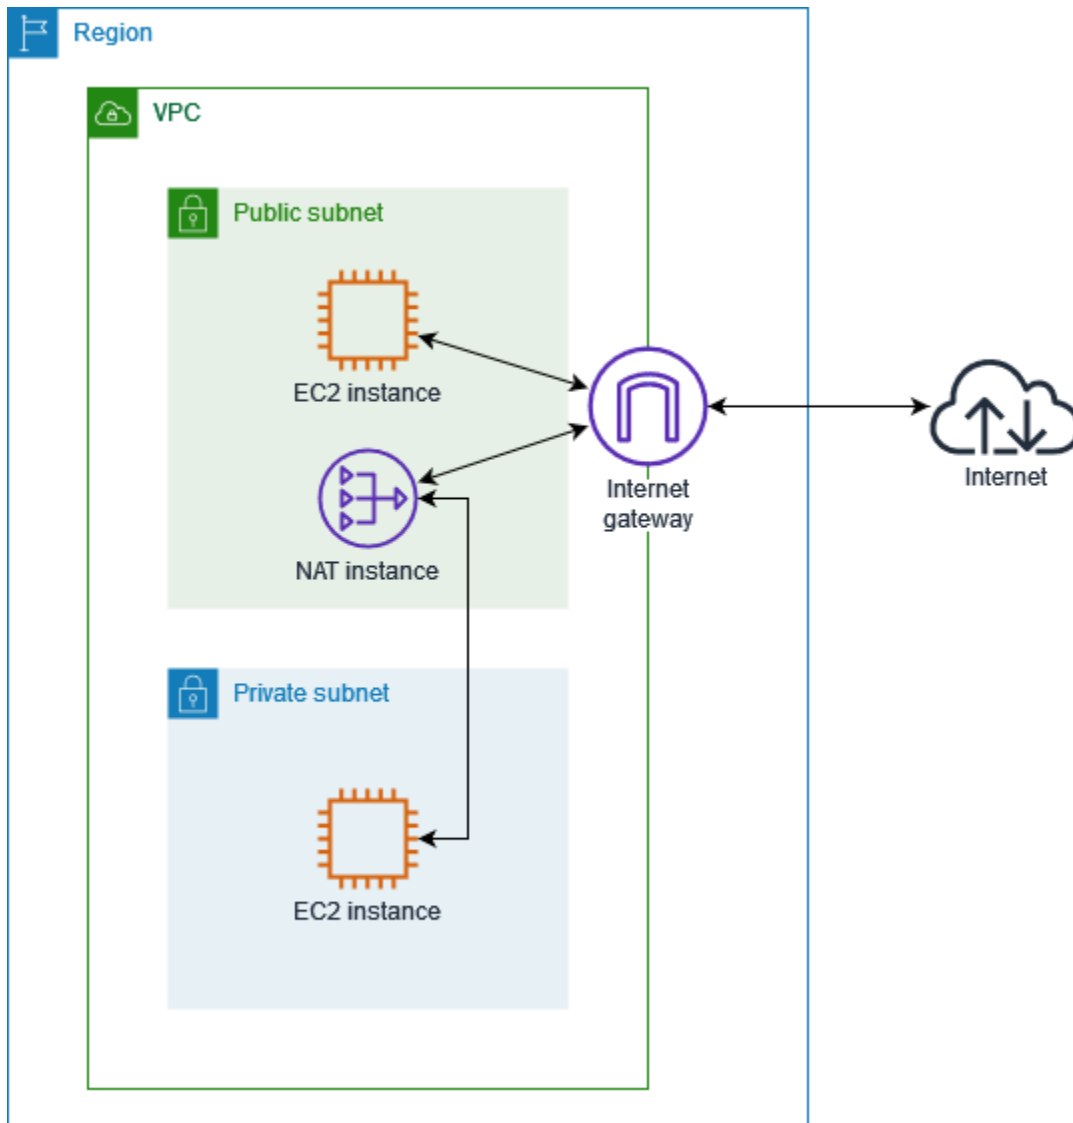 Region
VPC
Public subnet
EC2 instance
NAT instance
Internet
gateway
Internet
Private subnet
EC2 instance